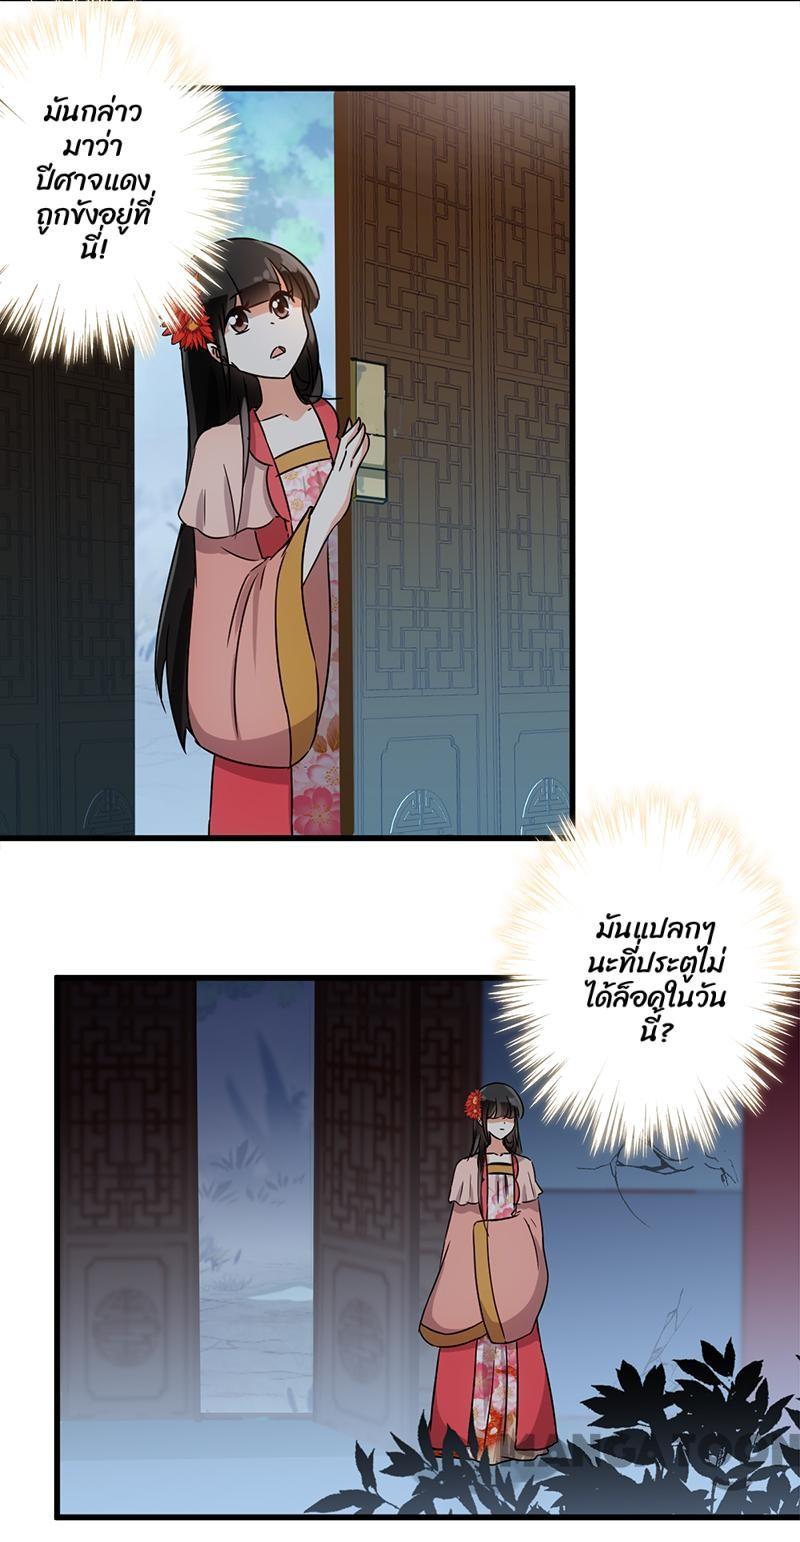 มันกล่าว
มาว่า
ปีศาจแดง
ถูกขังอยู่ที่
นี่!
มันแปลกๆ
นะที่ประตูไม่
ได้ล็อคในวัน
นี้?
MANGATOON